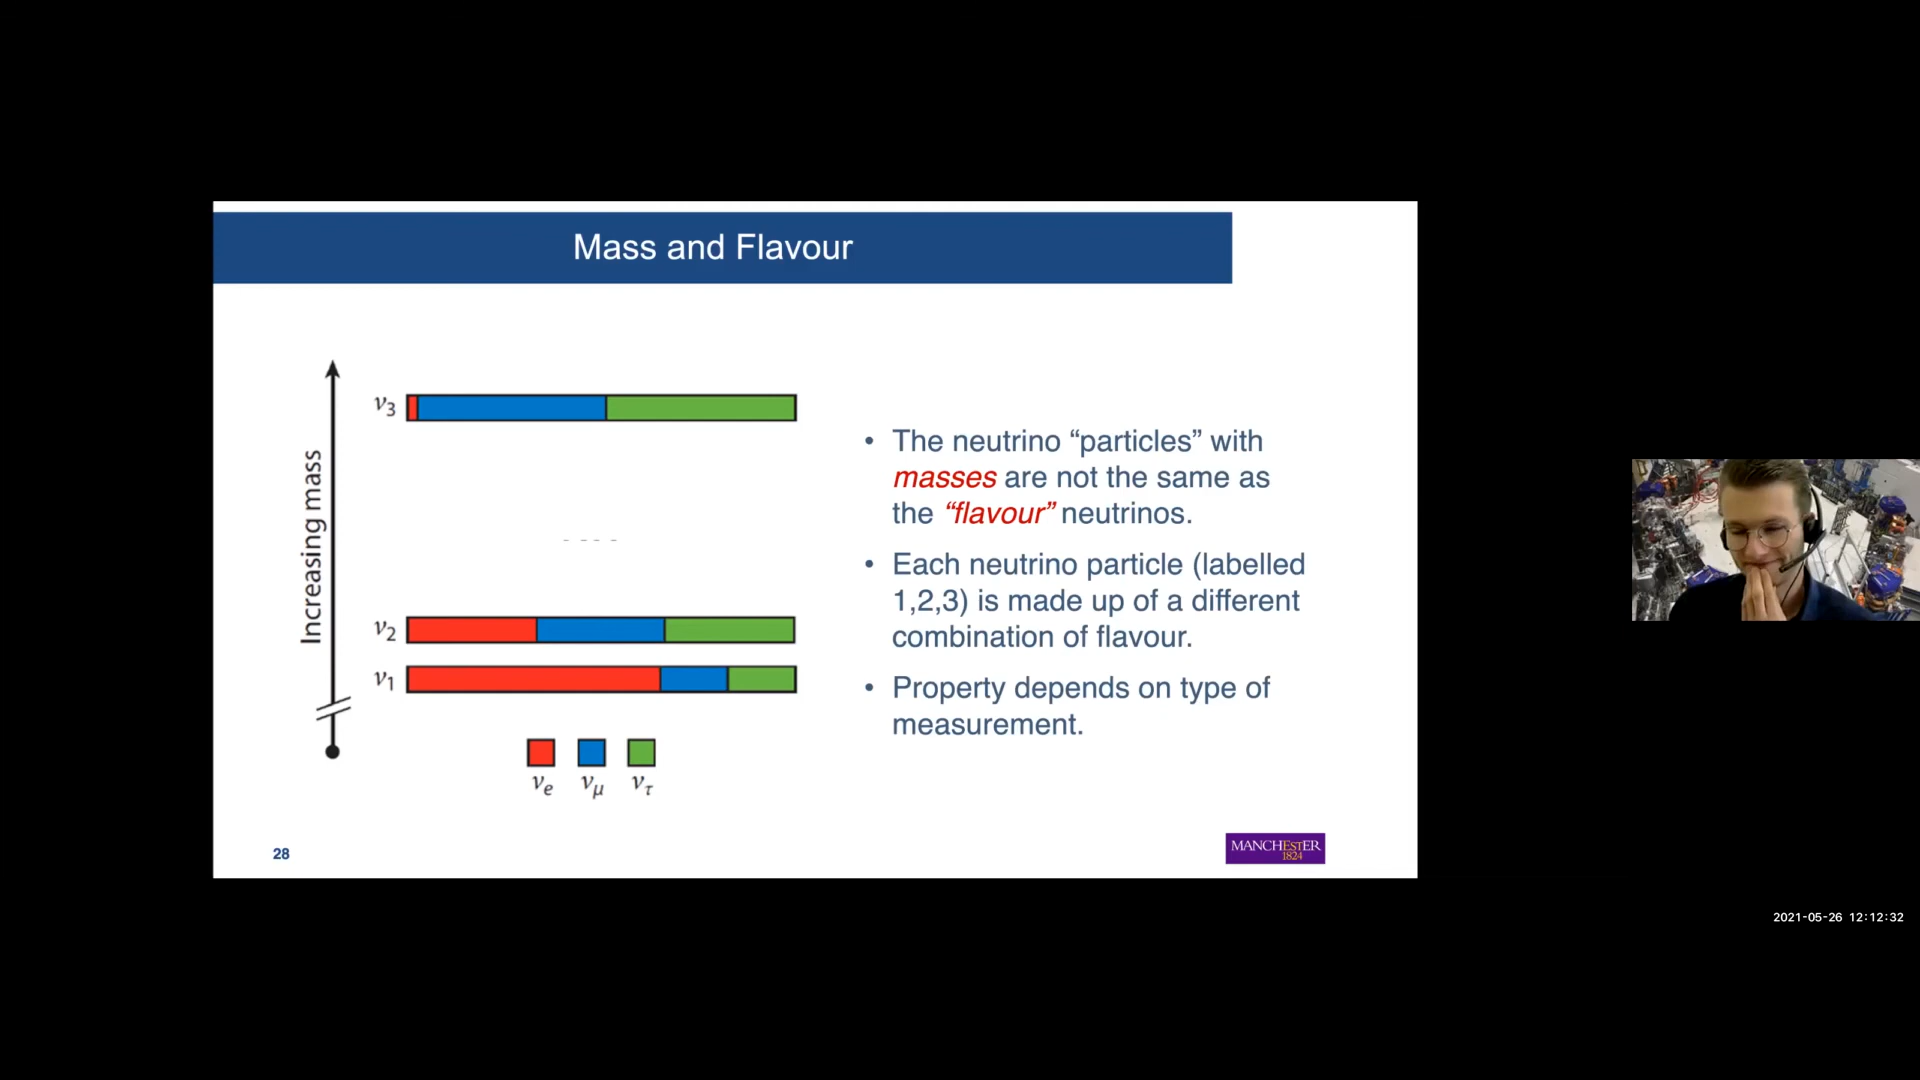 Mass and Flavour
Increasing mass
ν3
ν2
ν1
νe νμ ντ
• The neutrino “particles” with
masses are not the same as
the “flavour” neutrinos.
• Each neutrino particle (labelled
1,2,3) is made up of a different
combination of flavour.
• Property depends on type of
measurement.
28
MANCHESTER
1824
2021-05-26 12:12:32